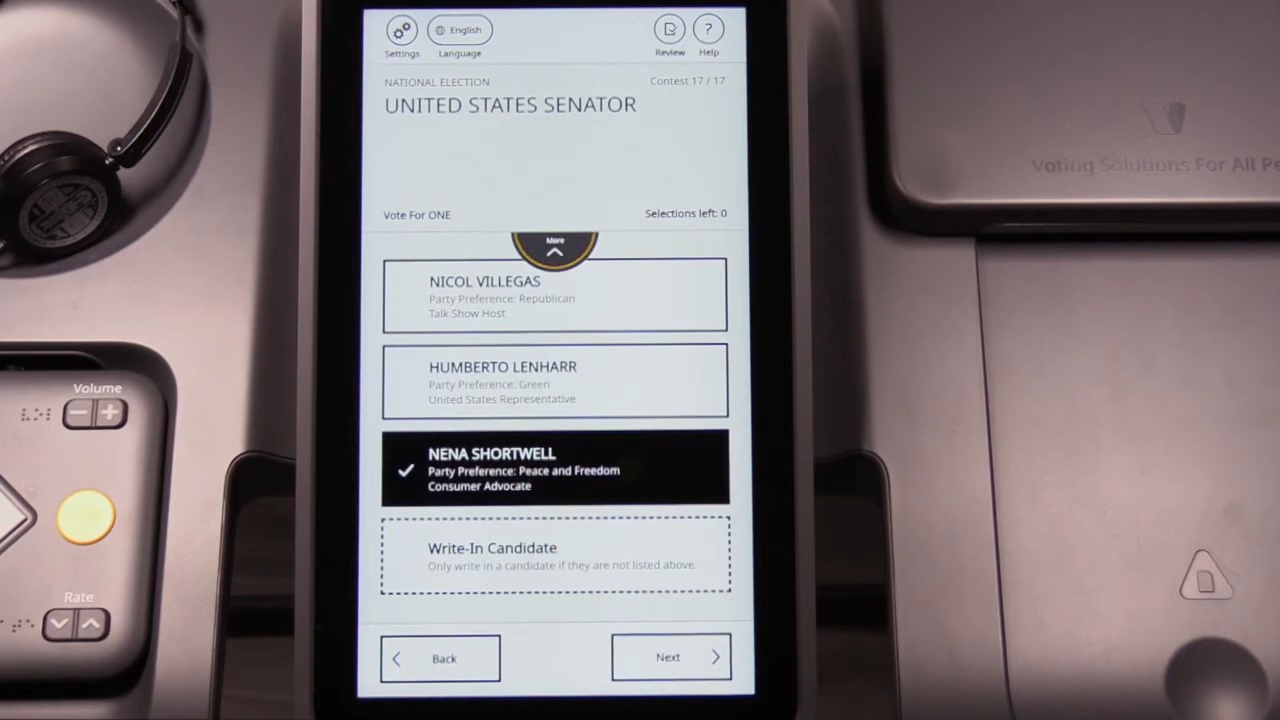 Settings
English
Language
Review
?
Help
NATIONAL ELECTION
Contest 17 / 17
UNITED STATES SENATOR
Vote For ONE
Selections left: 0
More
NICOL VILLEGAS
Party Preference: Republican
Talk Show Host
HUMBERTO LENHARR
Party Preference: Green
United States Representative
NENA SHORTWELL
Party Preference: Peace and Freedom
Consumer Advocate
Write-In Candidate
Only write in a candidate if they are not listed above.
Back
Next
Volume
Rate
Voting Solutions For All Pe